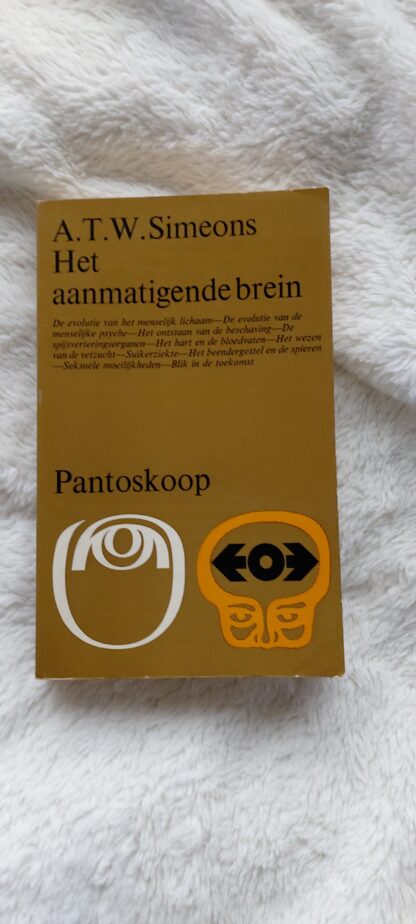 A.T.W. Simeons
Het
aanmatigende brein
De evolutie van het menselijk lichaam—De evolutie van de
menselijke psyche—Het ontstaan van de beschaving—De
spijsverteringsorganen—Het hart en de bloedvaten—Het wezen
van de vetzucht—Suikerziekte—Het beendergestel en de spieren
—Seksuele moeilijkheden—Blik in de toekomst
Pantoskoop